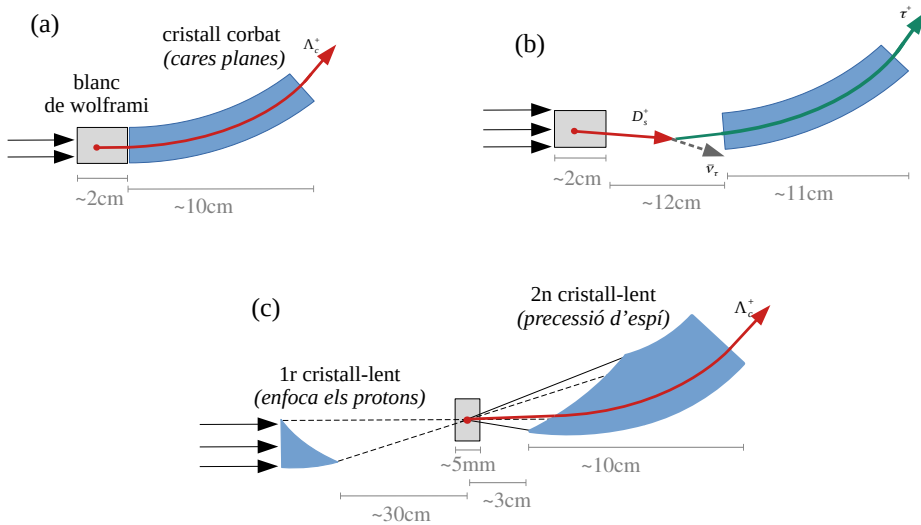 (a)
cristall corbat
(cares planes)
Λc+
blanc
de wolframi
~2cm
~10cm
(b)
τ+
Ds+
ν̄τ
~2cm
~12cm
~11cm
(c)
2n cristall-lent
(precessió d'espí)
Λc+
1r cristall-lent
(enfoca els protons)
~5mm
~10cm
~3cm
~30cm